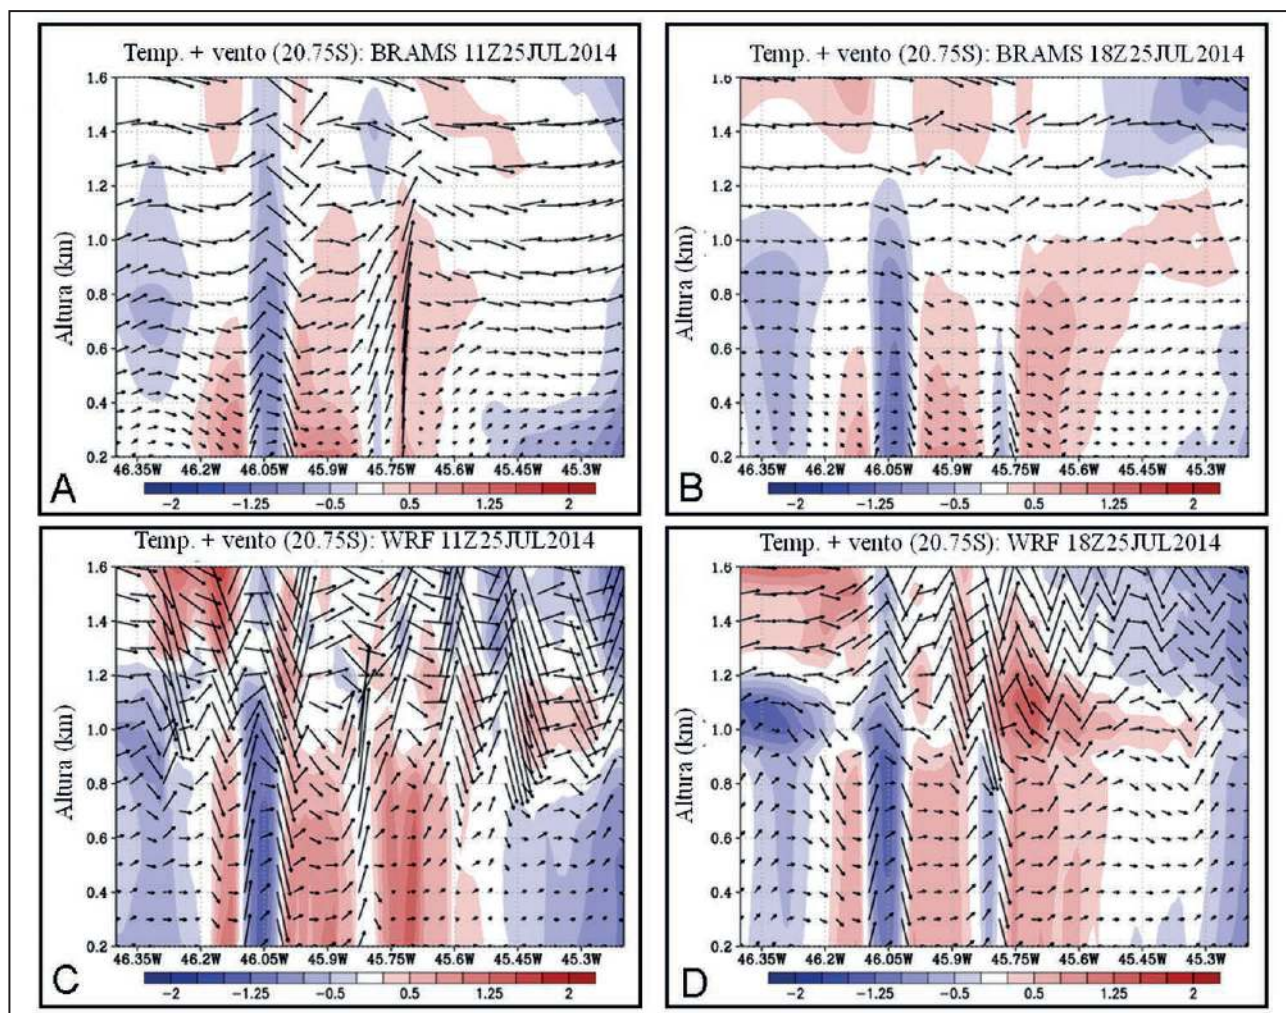 Temp. + vento (20.75S): BRAMS 11Z25JUL2014
Altura (km)
1.6
1.4
1.2
1.0
0.8
0.6
0.4
0.2
46.35W 46.2W 46.05W 45.9W 45.75W 45.6W 45.45W 45.3W
A
−2 −1.25 −0.5 0.5 1.25 2
Temp. + vento (20.75S): BRAMS 18Z25JUL2014
Altura (km)
1.6
1.4
1.2
1.0
0.8
0.6
0.4
0.2
46.35W 46.2W 46.05W 45.9W 45.75W 45.6W 45.45W 45.3W
B
−2 −1.25 −0.5 0.5 1.25 2
Temp. + vento (20.75S): WRF 11Z25JUL2014
Altura (km)
1.6
1.4
1.2
1.0
0.8
0.6
0.4
0.2
46.35W 46.2W 46.05W 45.9W 45.75W 45.6W 45.45W 45.3W
C
−2 −1.25 −0.5 0.5 1.25 2
Temp. + vento (20.75S): WRF 18Z25JUL2014
Altura (km)
1.6
1.4
1.2
1.0
0.8
0.6
0.4
0.2
46.35W 46.2W 46.05W 45.9W 45.75W 45.6W 45.45W 45.3W
D
−2 −1.25 −0.5 0.5 1.25 2